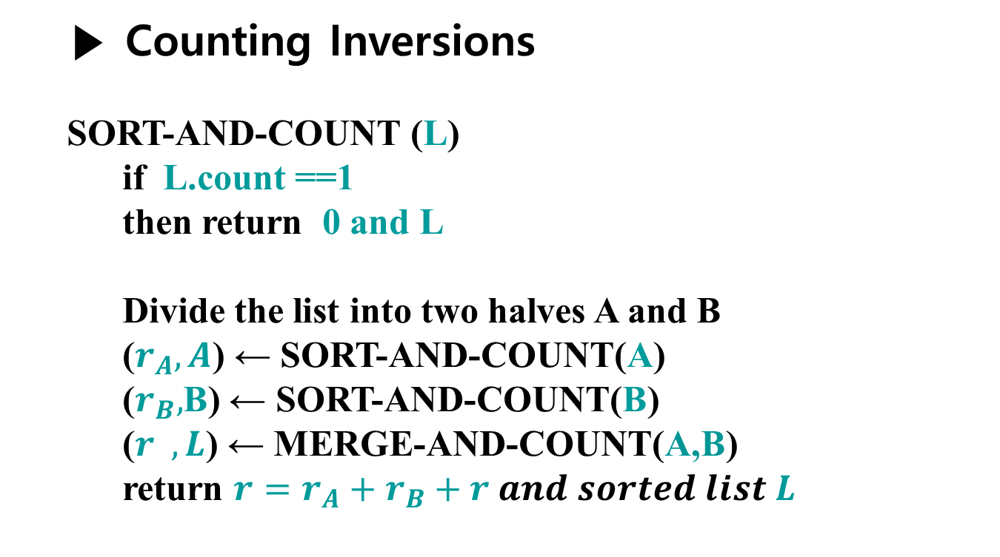 ▶ Counting Inversions
SORT-AND-COUNT (L)
if L.count ==1
then return 0 and L
Divide the list into two halves A and B
(r_A, A) ← SORT-AND-COUNT(A)
(r_B,B) ← SORT-AND-COUNT(B)
(r , L) ← MERGE-AND-COUNT(A,B)
return r = r_A + r_B + r and sorted list L